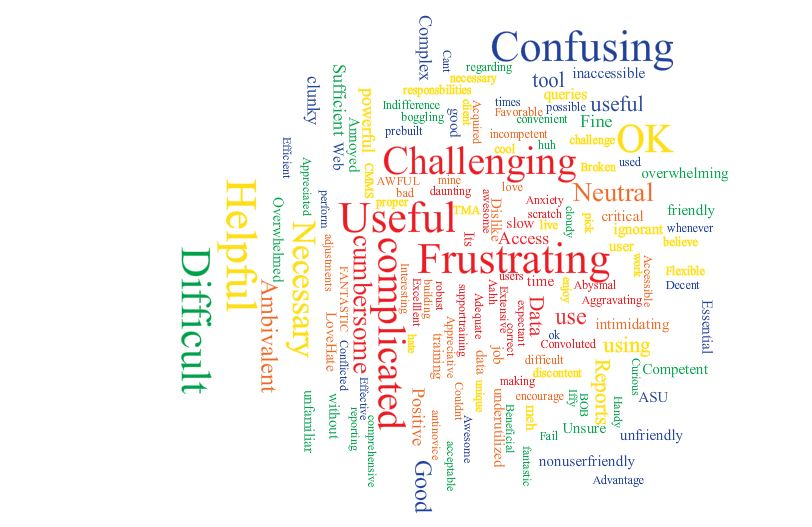 Confusing
Complex
Cant
regarding
necessary
tool
inaccessible
clunky
Sufficient
powerful
responsbilities
queries
Indifference
client
Acquired
times
Favorable
possible
useful
boggling
good
convenient
Fine
prebuilt
incompetent
challenge
OK
Efficient
Web
Annoyed
cool
huh
Broken
used
Challenging
overwhelming
Appreciated
CMMS
AWFUL
mine
bad
daunting
love
Neutral
Helpful
Overwhelmed
perform
proper
Useful
TMA
awesome
Dislike
Anxiety
scratch
cloudy
pick
critical
friendly
slow
live
ignorant
whenever
Necessary
adjustments
Its
Access
user
believe
Difficult
cumbersome
complicated
Frustrating
work
Accessible
Flexible
Decent
Ambivalent
FANTASTIC
Interesting
Excelllent
building
robust
users
time
enjoy
Abysmal
Aggravating
LoveHate
supporttraining
Adequate
Aahh
Extensive
expectant
correct
Data
use
intimidating
Essential
hate
Appreciative
training
ok
Convoluted
using
Conflicted
data
job
difficult
discontent
Reports
Curious
Competent
Effective
Positive
Couldnt
unique
making
encourage
Iffy
BOB
Handy
ASU
unfamiliar
without
reporting
comprehensive
antinovice
Awesome
underutilized
Beneficial
meh
Fail
Unsure
unfriendly
Good
acceptable
fantastic
nonuserfriendly
Advantage